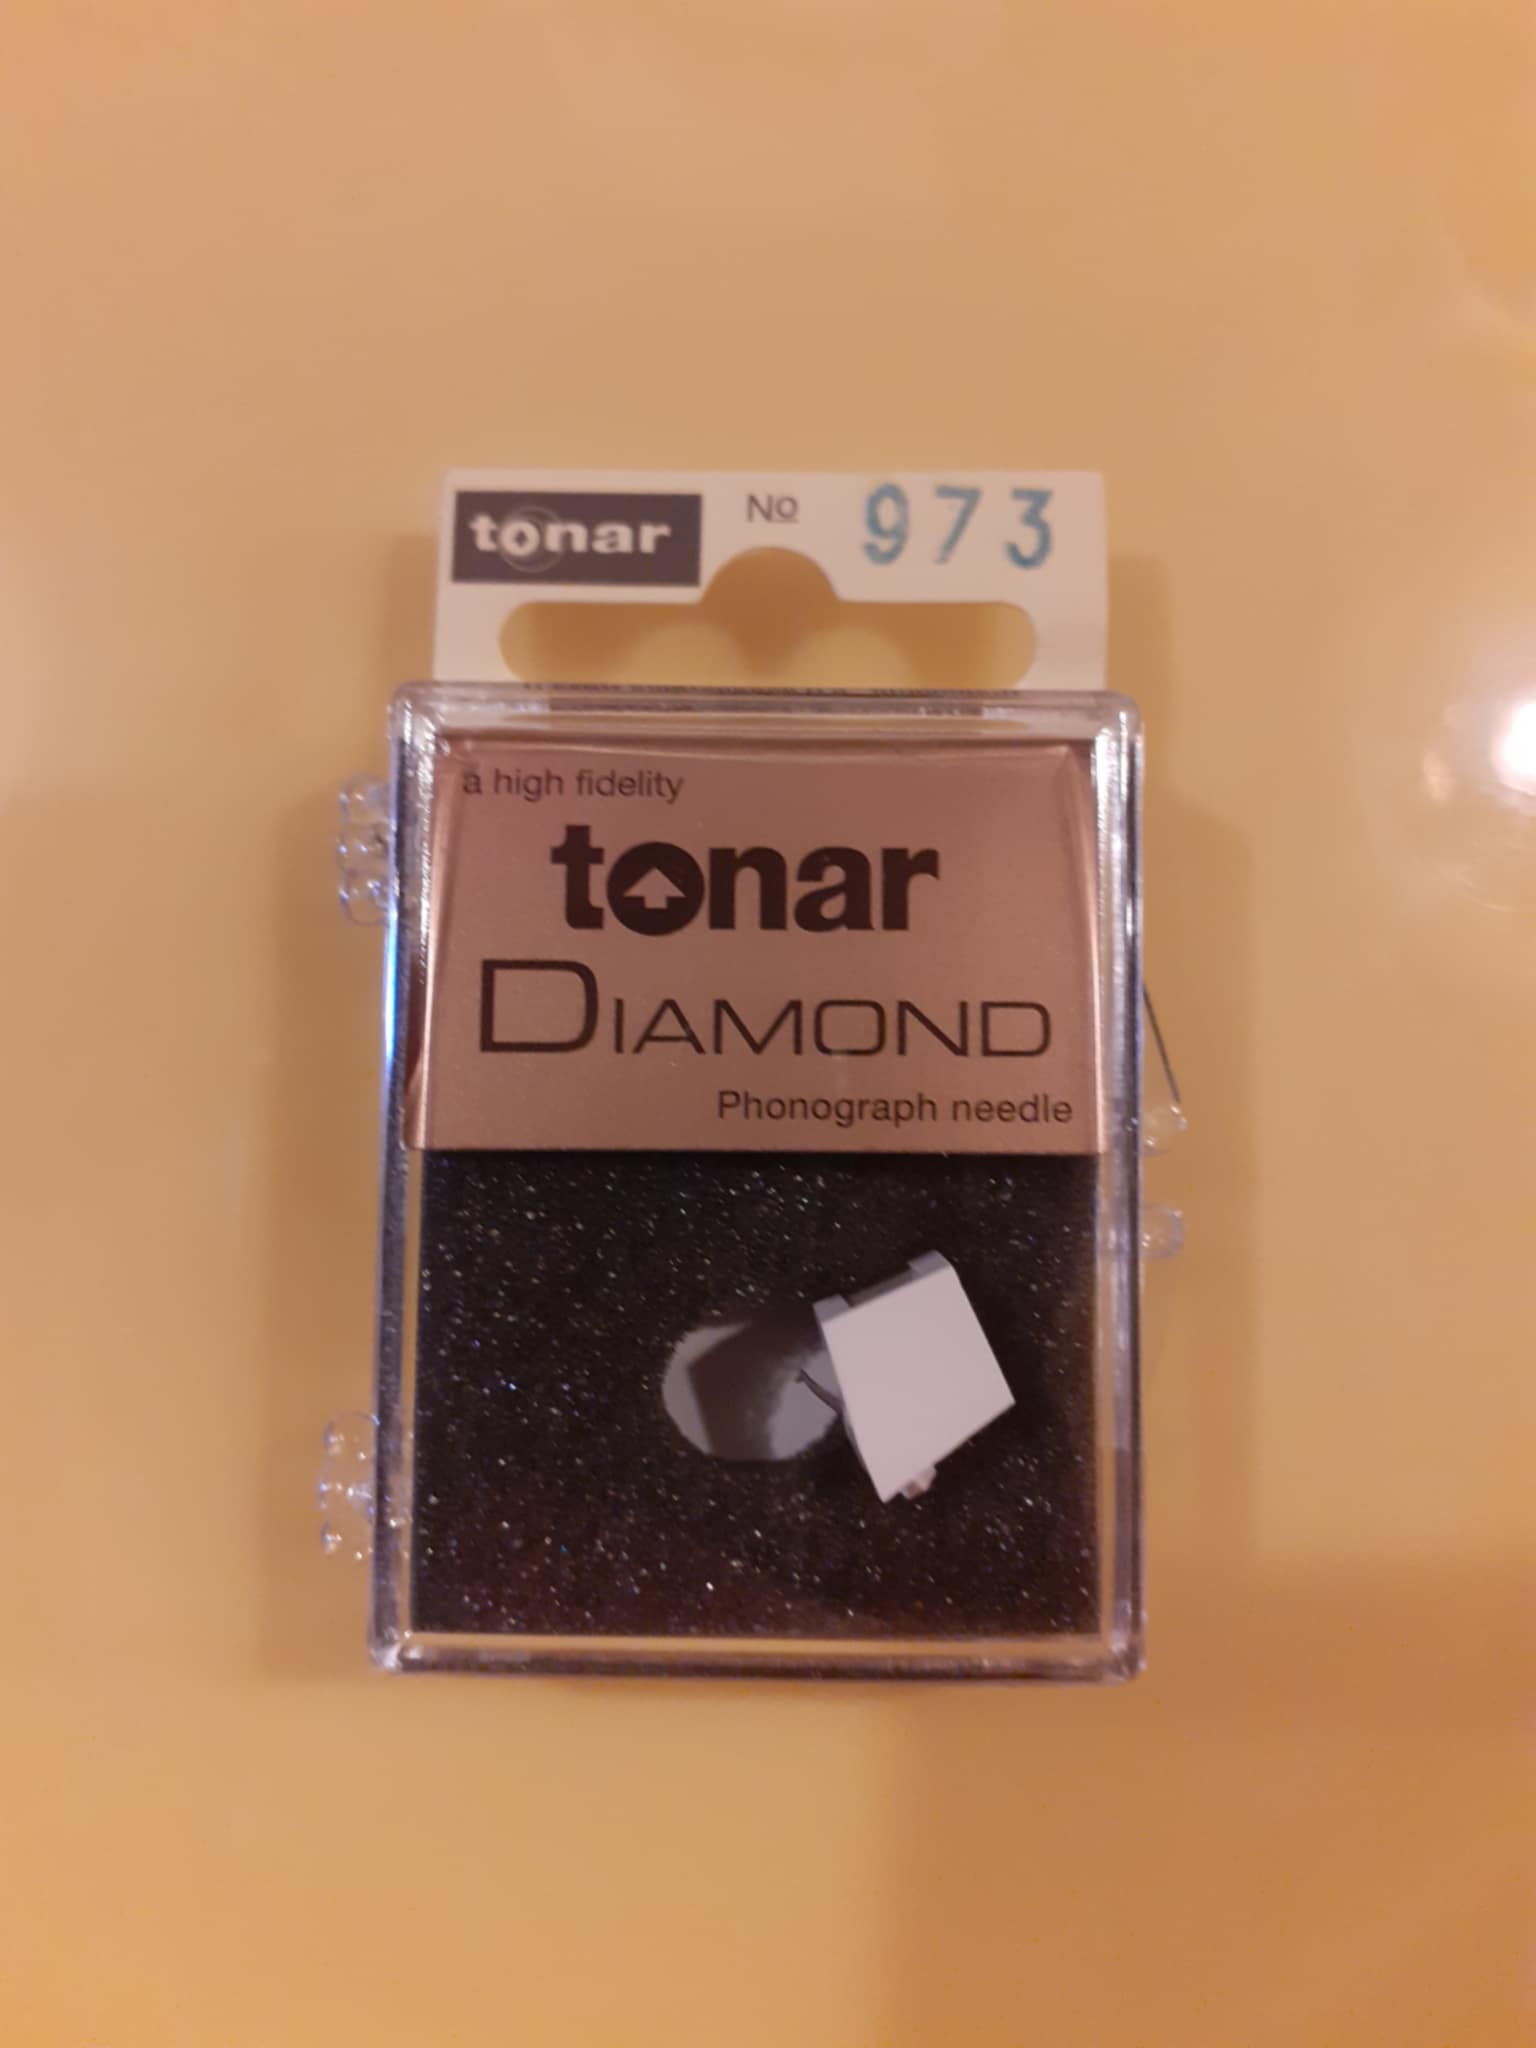 tonar No 973
a high fidelity
tonar
DIAMOND
Phonograph needle